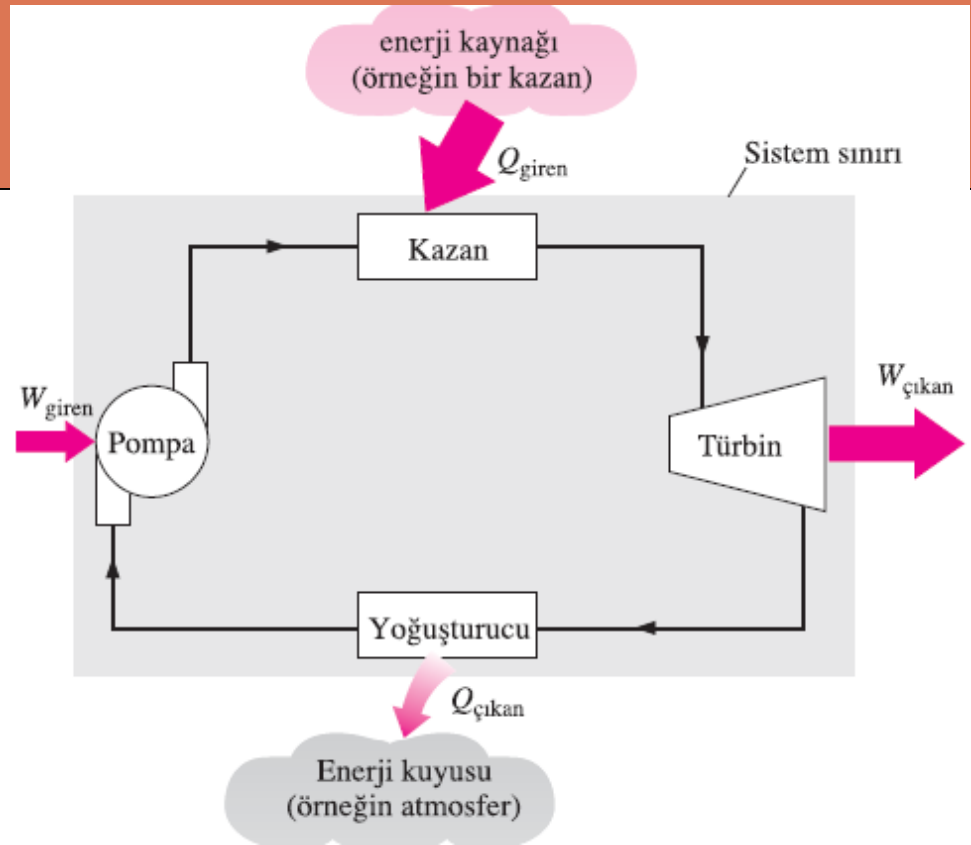 enerji kaynağı
(örneğin bir kazan)
Qgiren
Sistem sınırı
Kazan
Wgiren
Pompa
Türbin
Wçıkan
Yoğuşturucu
Qçıkan
Enerji kuyusu
(örneğin atmosfer)